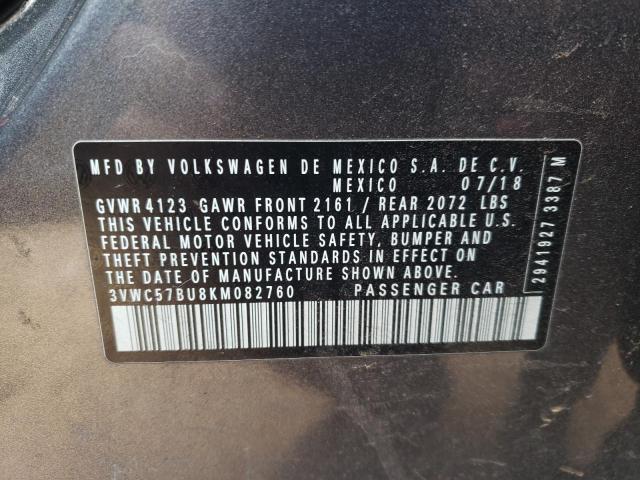 MFD BY VOLKSWAGEN DE MEXICO S.A. DE C.V.
MEXICO 07/18
GVWR 4123 GAWR FRONT 2161 / REAR 2072 LBS
THIS VEHICLE CONFORMS TO ALL APPLICABLE U.S.
FEDERAL MOTOR VEHICLE SAFETY, BUMPER AND
THEFT PREVENTION STANDARDS IN EFFECT ON
THE DATE OF MANUFACTURE SHOWN ABOVE.
3VWC57BU8KM082760 PASSENGER CAR
2941927 3387 M